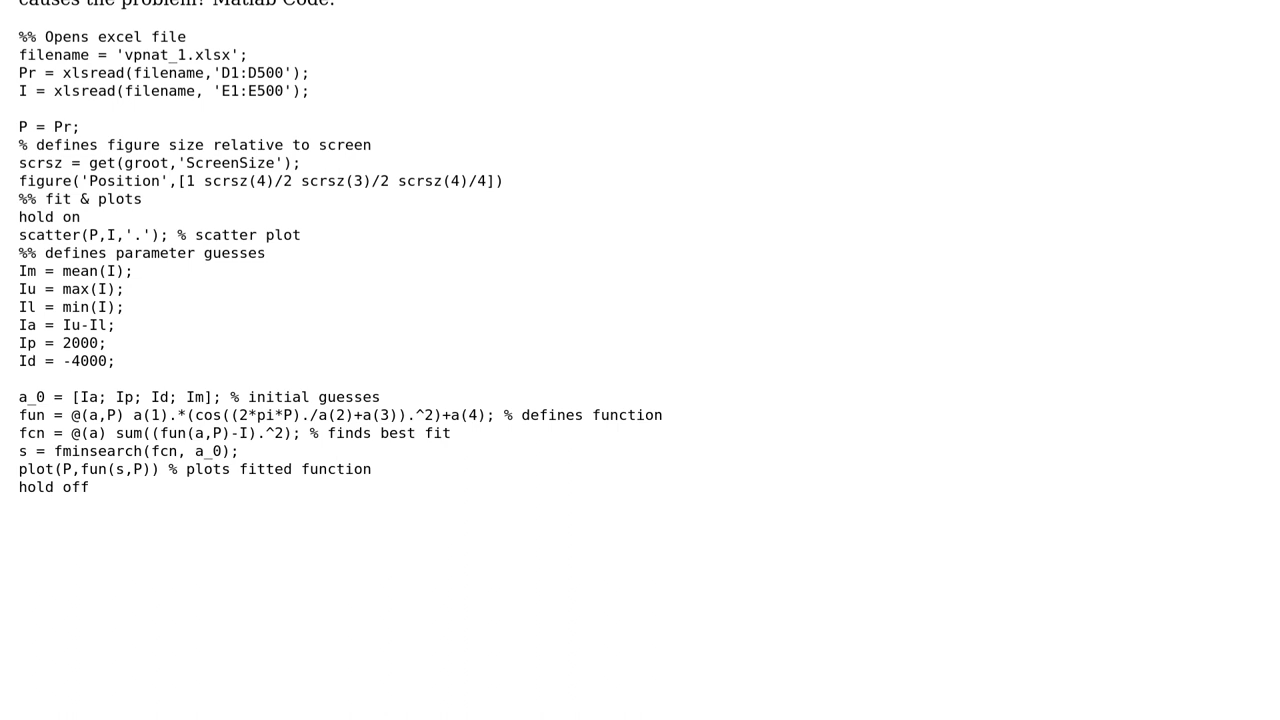 causes the problem? Matlab Code:
%% Opens excel file
filename = 'vpnat_1.xlsx';
Pr = xlsread(filename,'D1:D500');
I = xlsread(filename, 'E1:E500');
P = Pr;
% defines figure size relative to screen
scrsz = get(groot,'ScreenSize');
figure('Position',[1 scrsz(4)/2 scrsz(3)/2 scrsz(4)/4])
%% fit & plots
hold on
scatter(P,I,'.'); % scatter plot
%% defines parameter guesses
Im = mean(I);
Iu = max(I);
Il = min(I);
Ia = Iu-Il;
Ip = 2000;
Id = -4000;
a_0 = [Ia; Ip; Id; Im]; % initial guesses
fun = @(a,P) a(1).*(cos((2*pi*P)./a(2)+a(3)).^2)+a(4); % defines function
fcn = @(a) sum((fun(a,P)-I).^2); % finds best fit
s = fminsearch(fcn, a_0);
plot(P,fun(s,P)) % plots fitted function
hold off